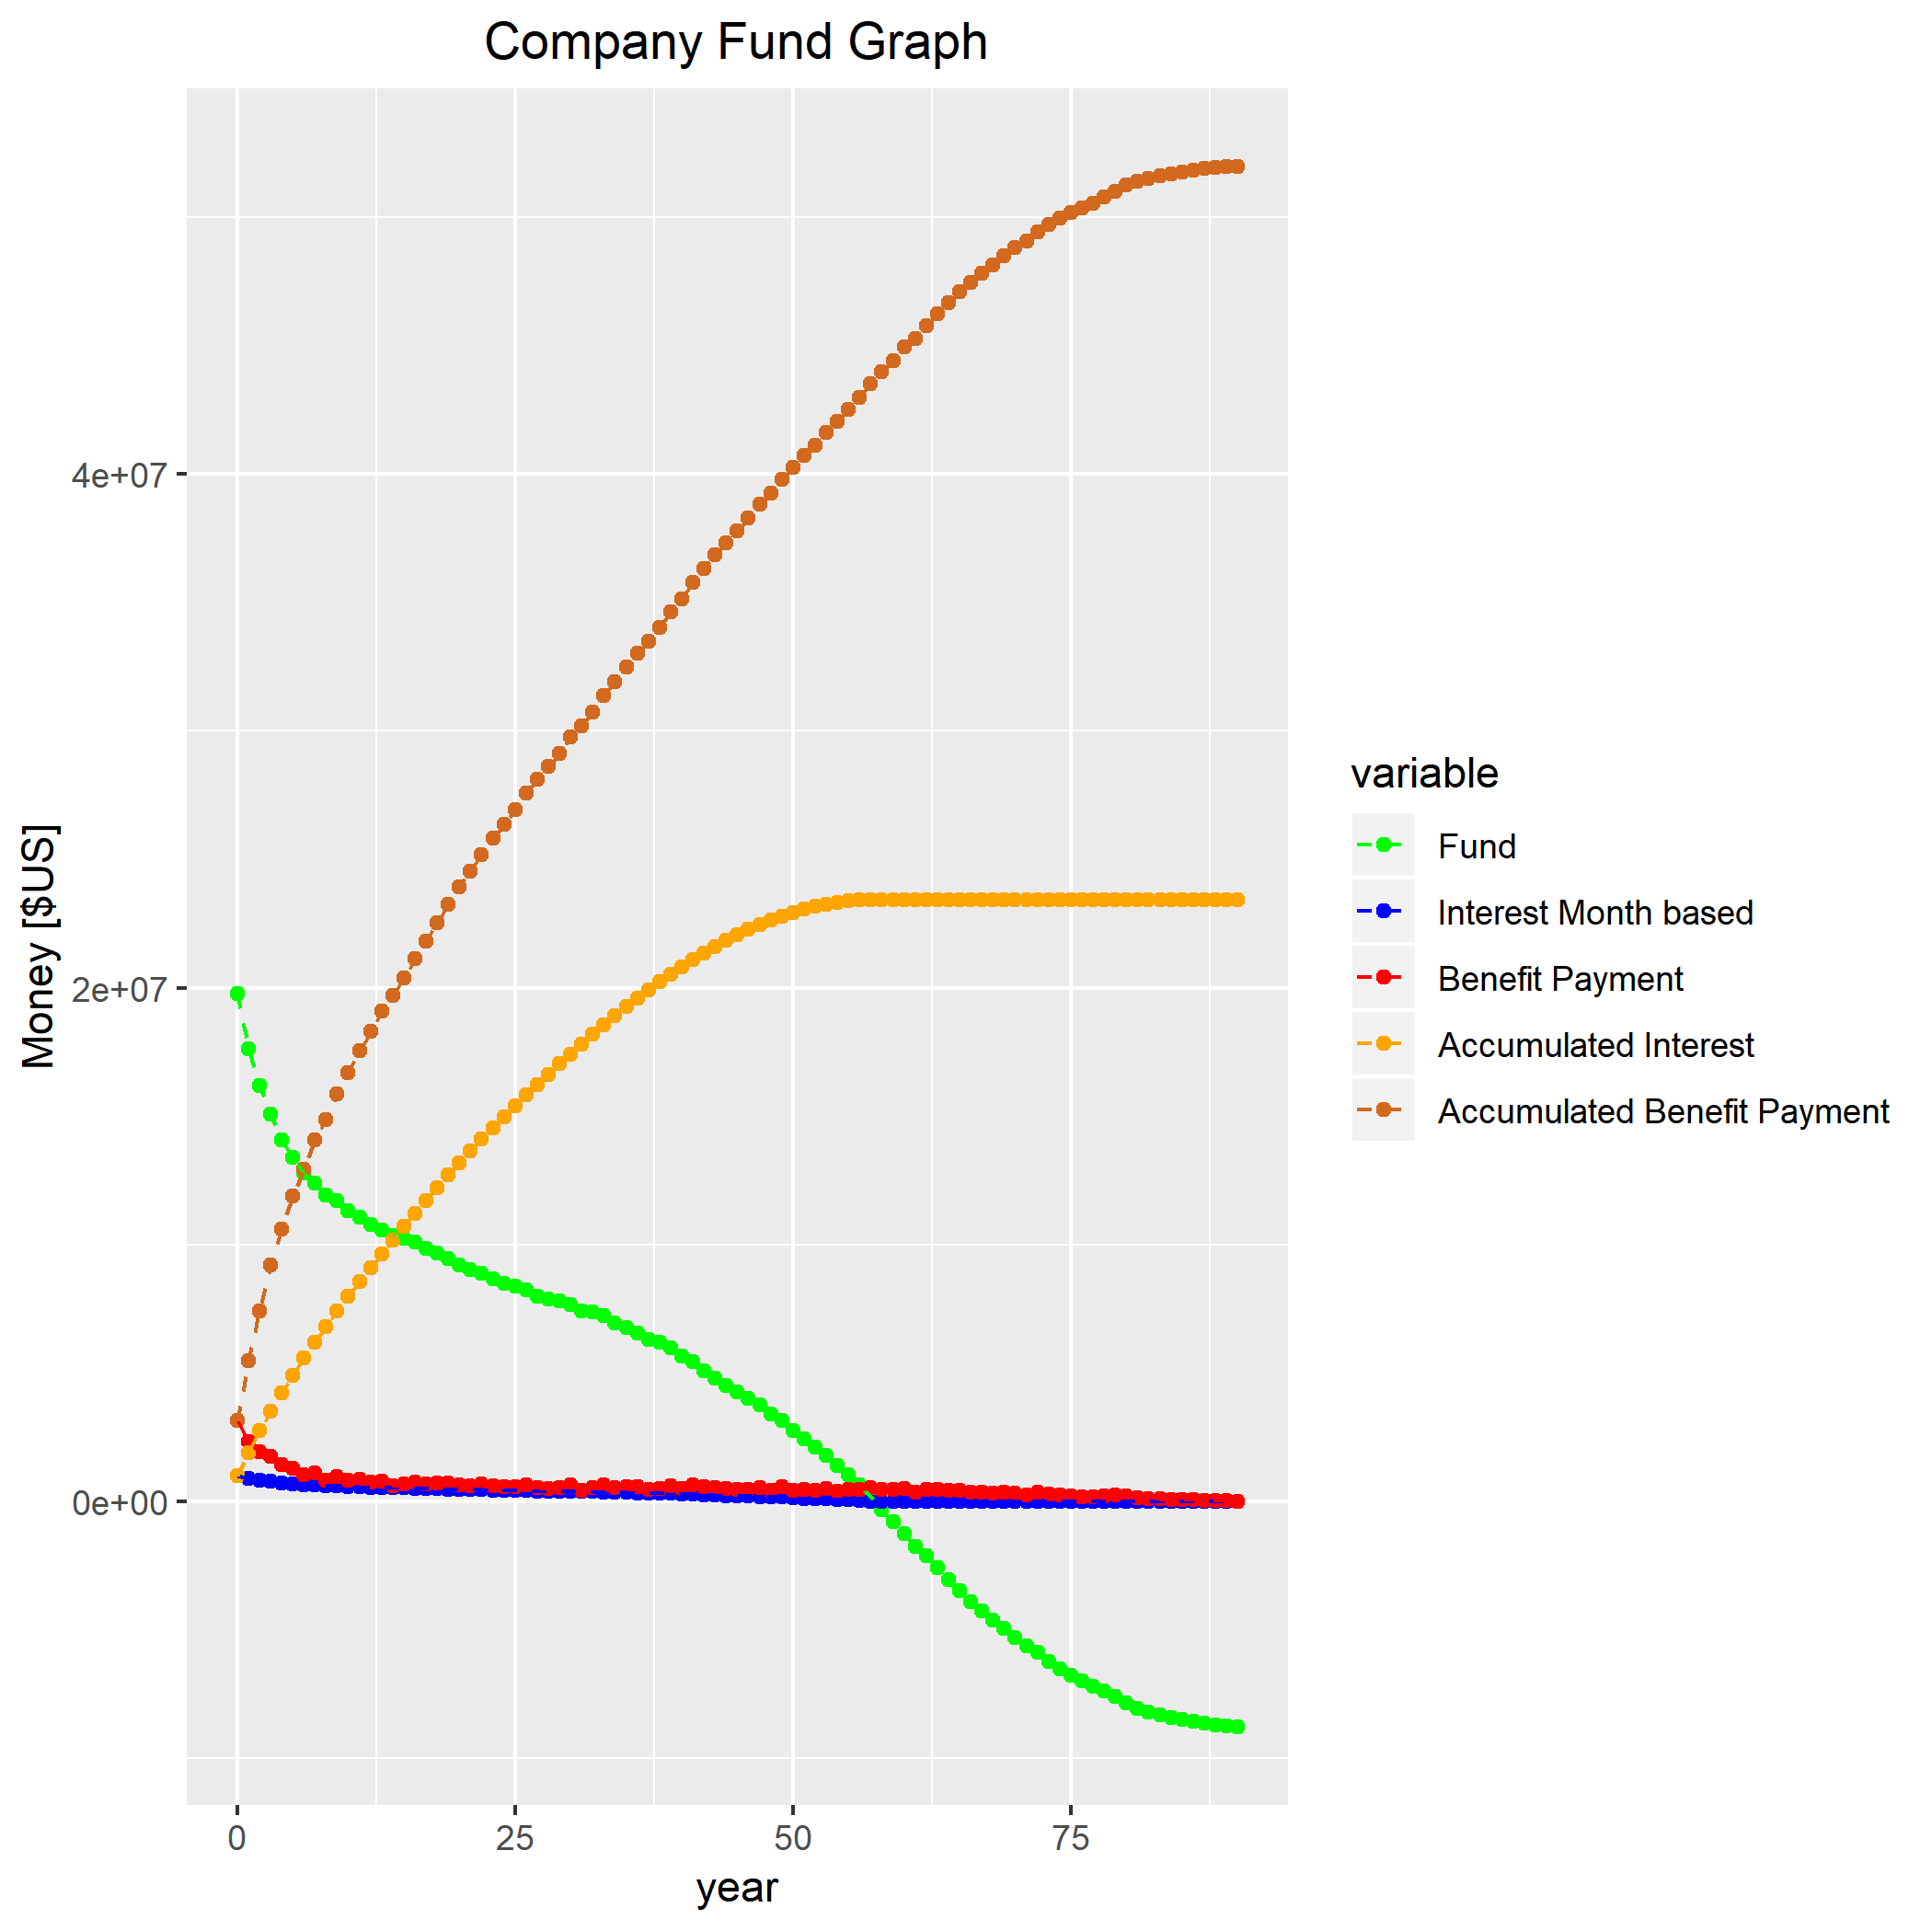 Company Fund Graph
Money [$US]
4e+07
2e+07
0e+00
0
25
50
75
year
variable
Fund
Interest Month based
Benefit Payment
Accumulated Interest
Accumulated Benefit Payment